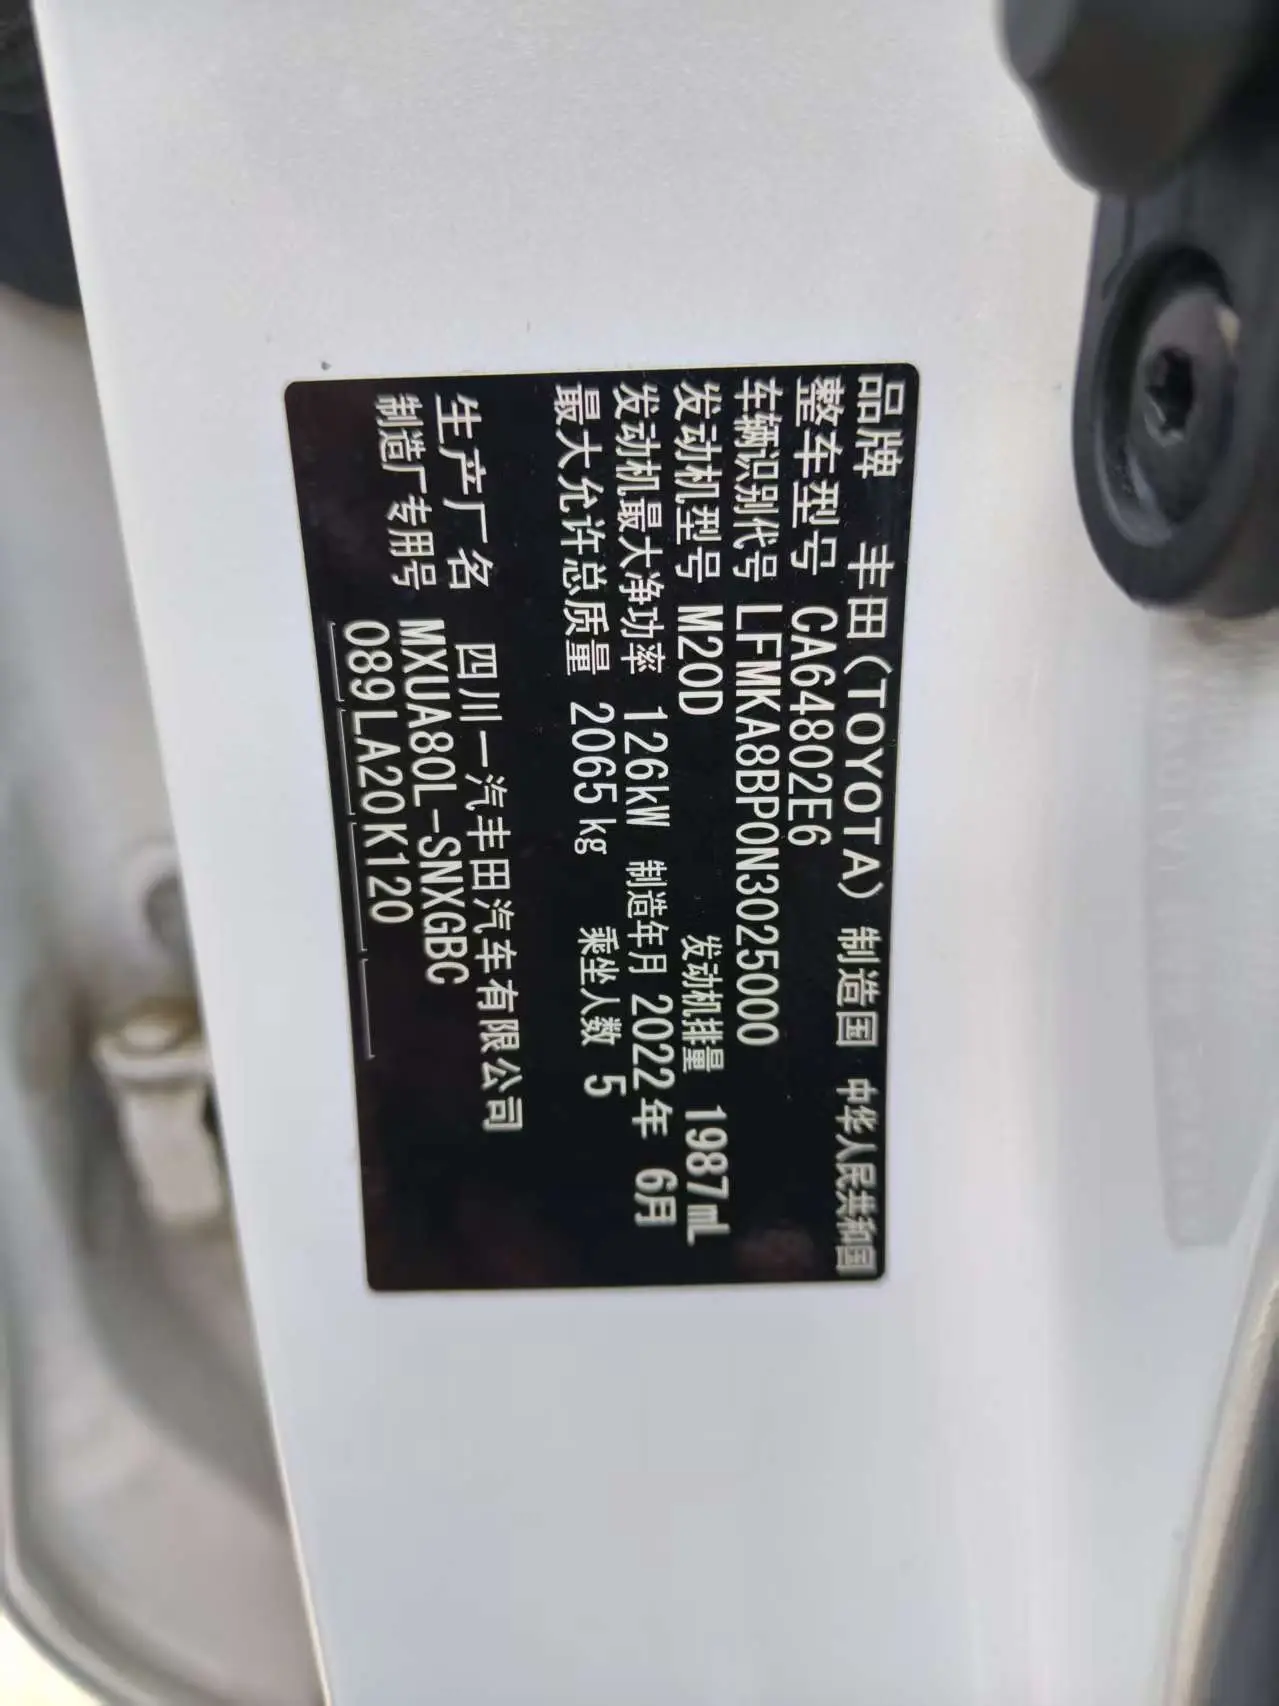 品牌 丰田(TOYOTA) 制造国 中华人民共和国
整车型号 CA64802E6
车辆识别代号 LFMKA8BP0N3025000
发动机型号 M20D 发动机排量 1987mL
发动机最大净功率 126kW 制造年月 2022年 6月
最大允许总质量 2065kg 乘坐人数 5
生产厂名 四川一汽丰田汽车有限公司
制造厂专用号 MXUA80L-SNXGBC
089LA20K120